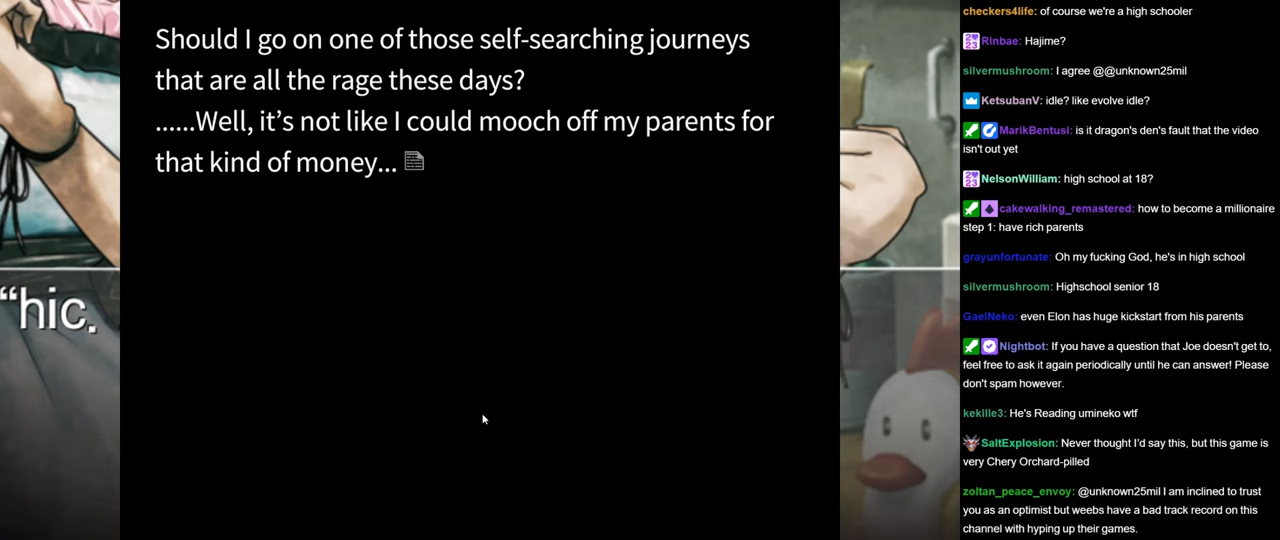 Should I go on one of those self-searching journeys
that are all the rage these days?
......Well, it’s not like I could mooch off my parents for
that kind of money...
“hic.
checkers4life: of course we're a high schooler
Rinbae: Hajime?
silvermushroom: I agree @@unknown25mil
KetsubanV: idle? like evolve idle?
MarikBentusi: is it dragon's den's fault that the video
isn't out yet
NelsonWilliam: high school at 18?
cakewalking_remastered: how to become a millionaire
step 1: have rich parents
grayunfortunate: Oh my fucking God, he's in high school
silvermushroom: Highschool senior 18
GaelNeko: even Elon has huge kickstart from his parents
Nightbot: If you have a question that Joe doesn't get to,
feel free to ask it again periodically until he can answer! Please
don't spam however.
kekille3: He's Reading umineko wtf
SaltExplosion: Never thought I'd say this, but this game is
very Chery Orchard-pilled
zoltan_peace_envoy: @unknown25mil I am inclined to trust
you as an optimist but weebs have a bad track record on this
channel with hyping up their games.